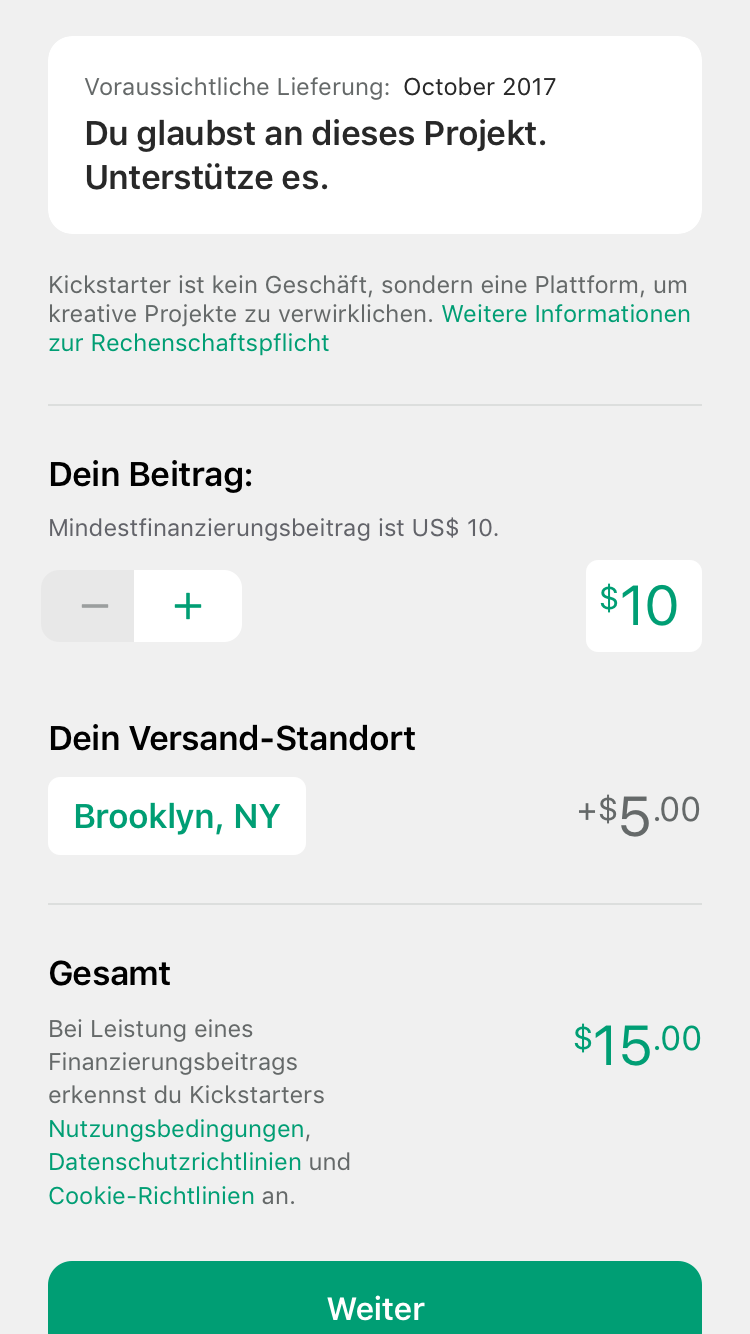 Voraussichtliche Lieferung: October 2017
Du glaubst an dieses Projekt.
Unterstütze es.
Kickstarter ist kein Geschäft, sondern eine Plattform, um
kreative Projekte zu verwirklichen. Weitere Informationen
zur Rechenschaftspflicht
Dein Beitrag:
Mindestfinanzierungsbeitrag ist US$ 10.
− +
$10
Dein Versand-Standort
Brooklyn, NY
+$5.00
Gesamt
Bei Leistung eines
Finanzierungsbeitrags
erkennst du Kickstarters
Nutzungsbedingungen,
Datenschutzrichtlinien und
Cookie-Richtlinien an.
$15.00
Weiter